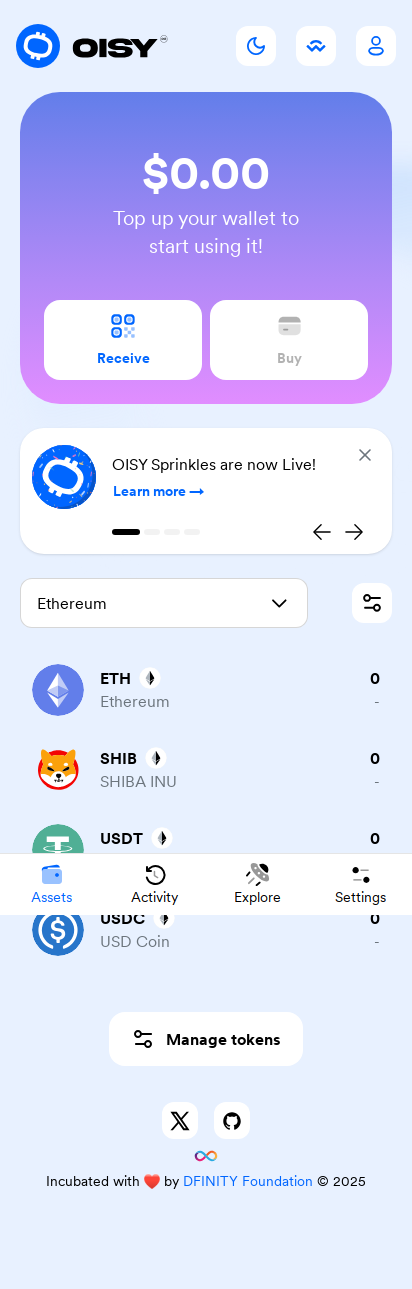 OISY
$0.00
Top up your wallet to
start using it!
Receive
Buy
OISY Sprinkles are now Live!
Learn more
Ethereum
ETH
0
Ethereum
-
SHIB
0
SHIBA INU
-
USDT
0
Assets
Activity
Explore
Settings
USDC
0
USD Coin
-
Manage tokens
Incubated with ❤️ by DFINITY Foundation © 2025